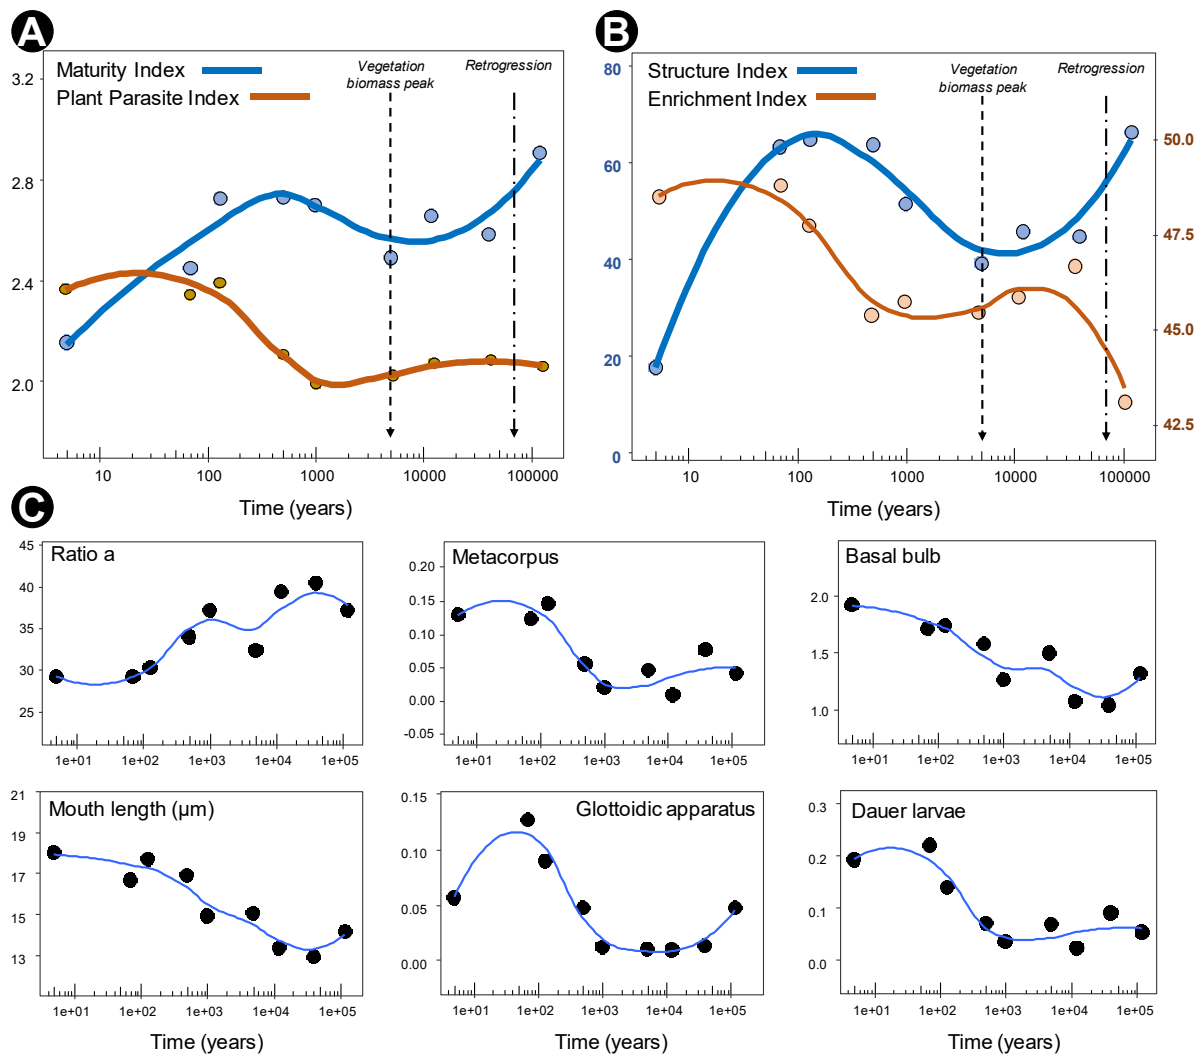 A
Maturity Index
Plant Parasite Index
Vegetation
biomass peak
Retrogression
3.2
2.8
2.4
2.0
10
100
1000
10000
100000
Time (years)
B
Structure Index
Enrichment Index
Vegetation
biomass peak
Retrogression
80
60
40
20
0
50.0
47.5
45.0
42.5
10
100
1000
10000
100000
Time (years)
C
Ratio a
45
40
35
30
25
1e+01
1e+02
1e+03
1e+04
1e+05
Metacorpus
0.20
0.15
0.10
0.05
0.00
-0.05
1e+01
1e+02
1e+03
1e+04
1e+05
Basal bulb
2.0
1.5
1.0
1e+01
1e+02
1e+03
1e+04
1e+05
Mouth length (µm)
21
19
17
15
13
1e+01
1e+02
1e+03
1e+04
1e+05
Time (years)
Glottoidic apparatus
0.15
0.10
0.05
0.00
1e+01
1e+02
1e+03
1e+04
1e+05
Time (years)
Dauer larvae
0.3
0.2
0.1
0.0
1e+01
1e+02
1e+03
1e+04
1e+05
Time (years)